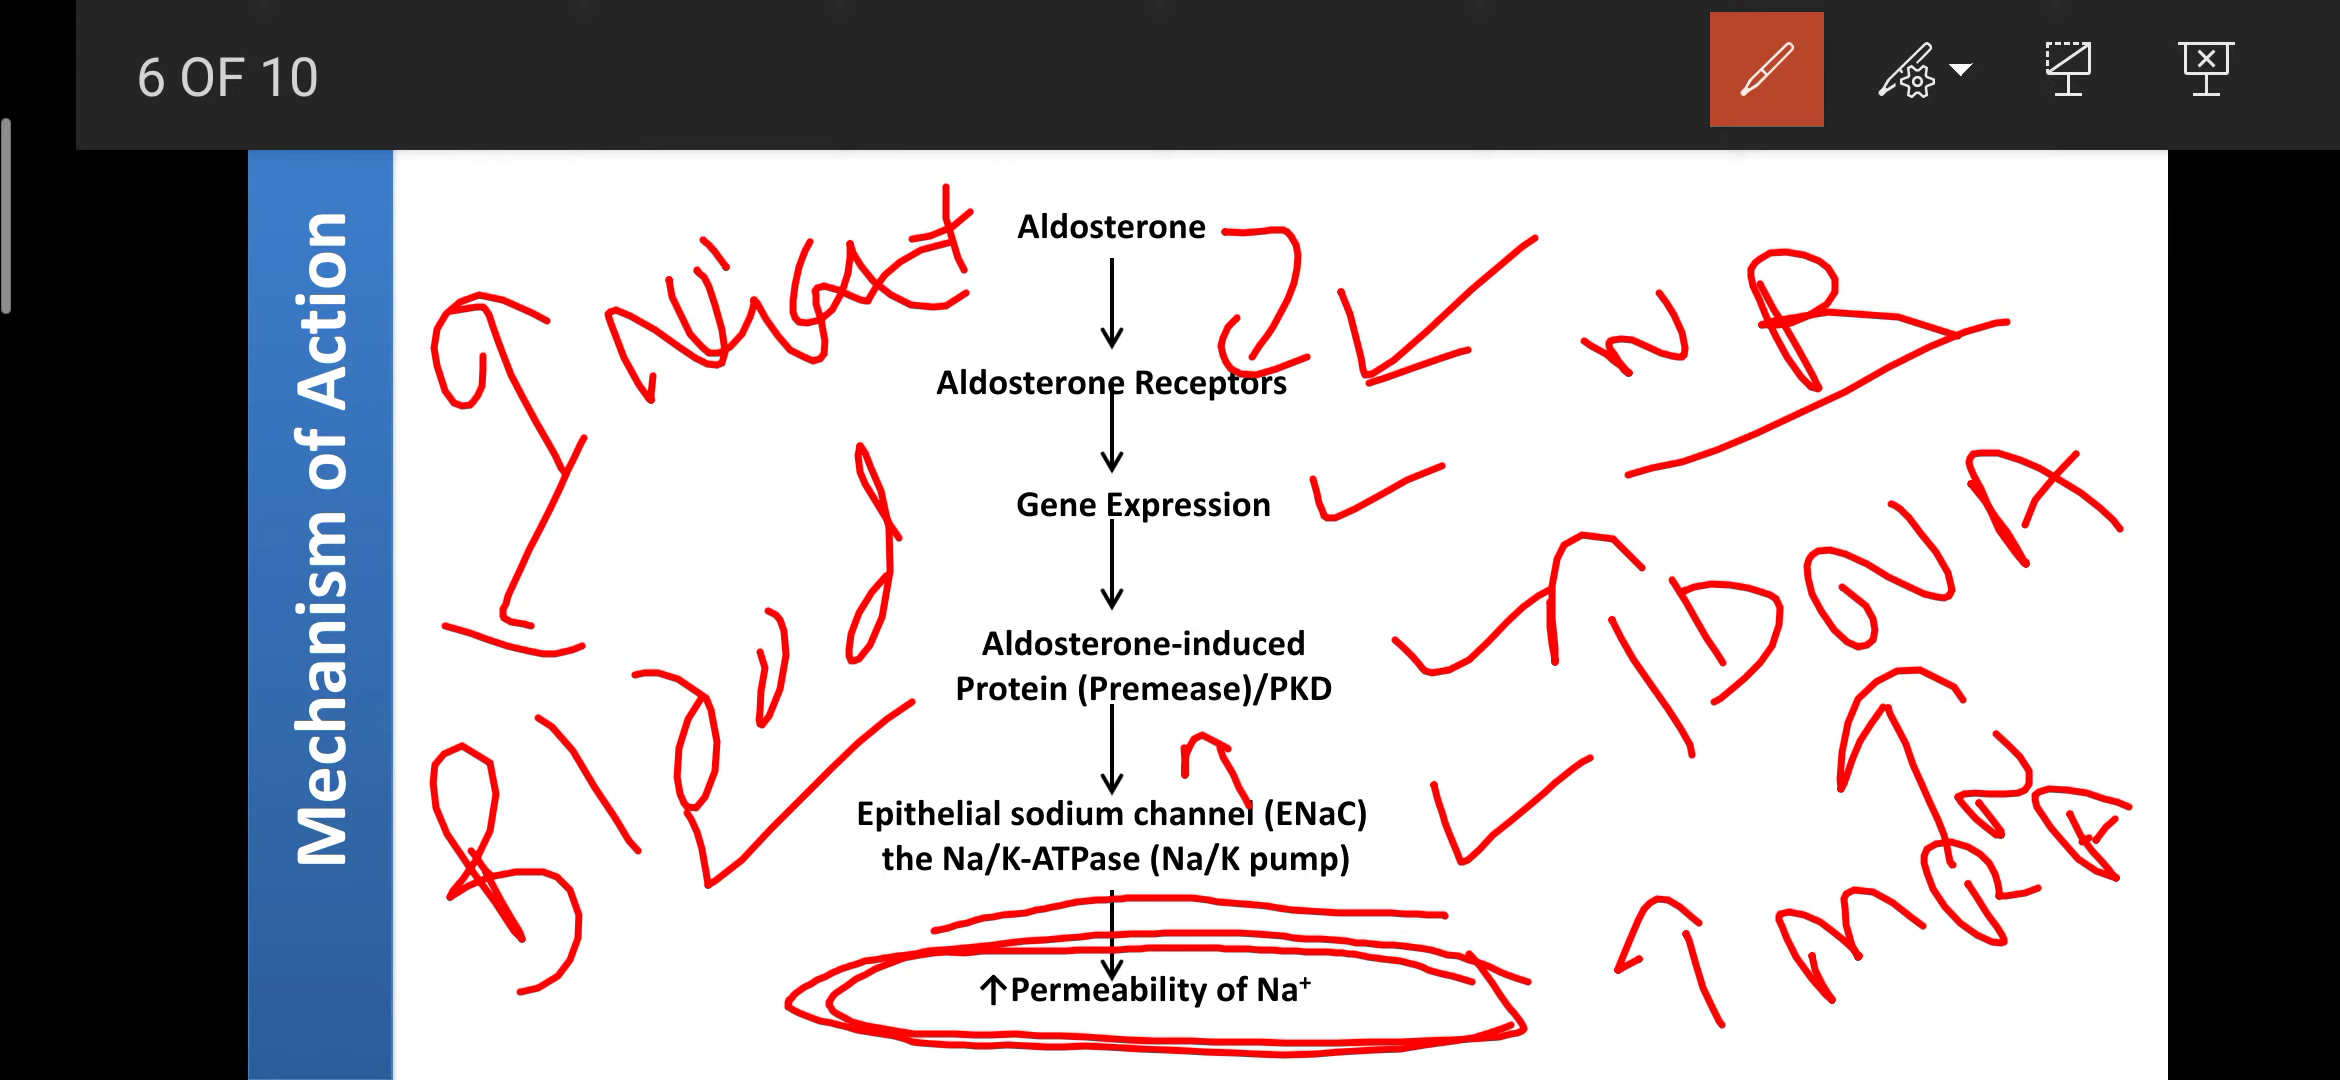 6 OF 10
Mechanism of Action
Aldosterone
Aldosterone Receptors
NR
Gene Expression
↑DNA
Aldosterone-induced
Protein (Premease)/PKD
Epithelial sodium channel (ENaC)
the Na/K-ATPase (Na/K pump)
↑mRNA
↑Permeability of Na⁺